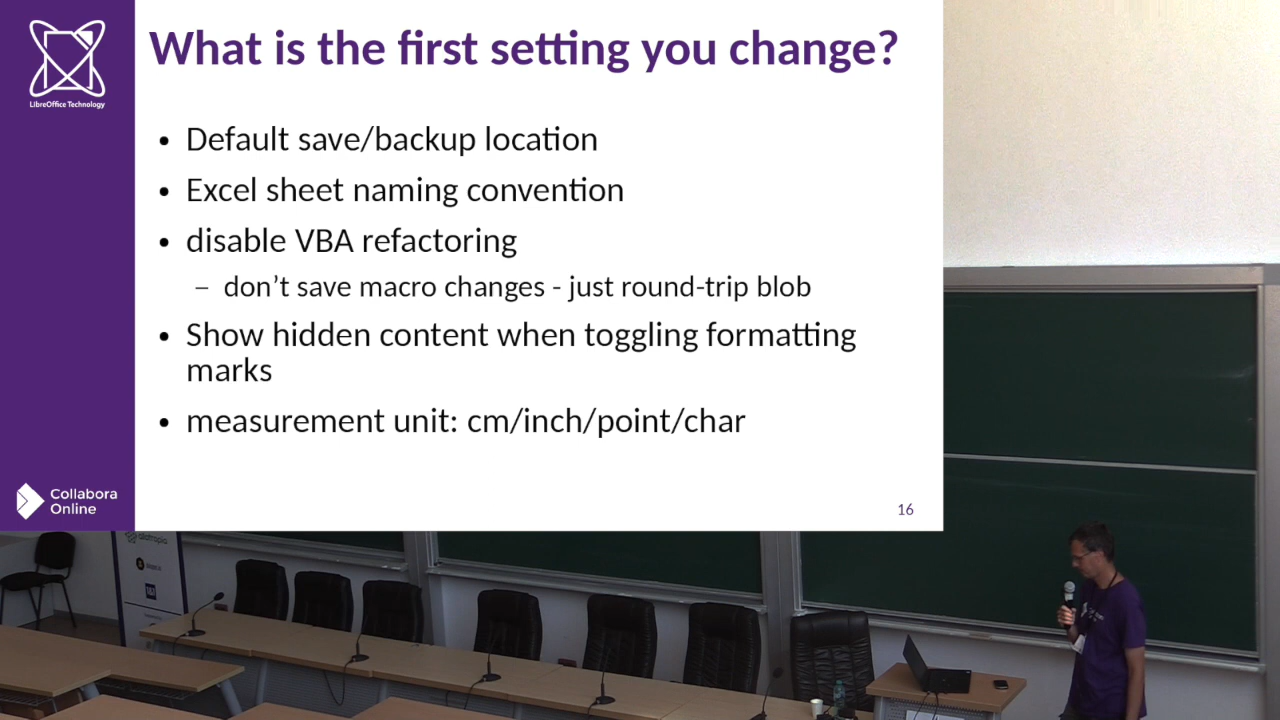 What is the first setting you change?
LibreOffice Technology
• Default save/backup location
• Excel sheet naming convention
• disable VBA refactoring
– don’t save macro changes - just round-trip blob
• Show hidden content when toggling formatting
marks
• measurement unit: cm/inch/point/char
Collabora
Online
16